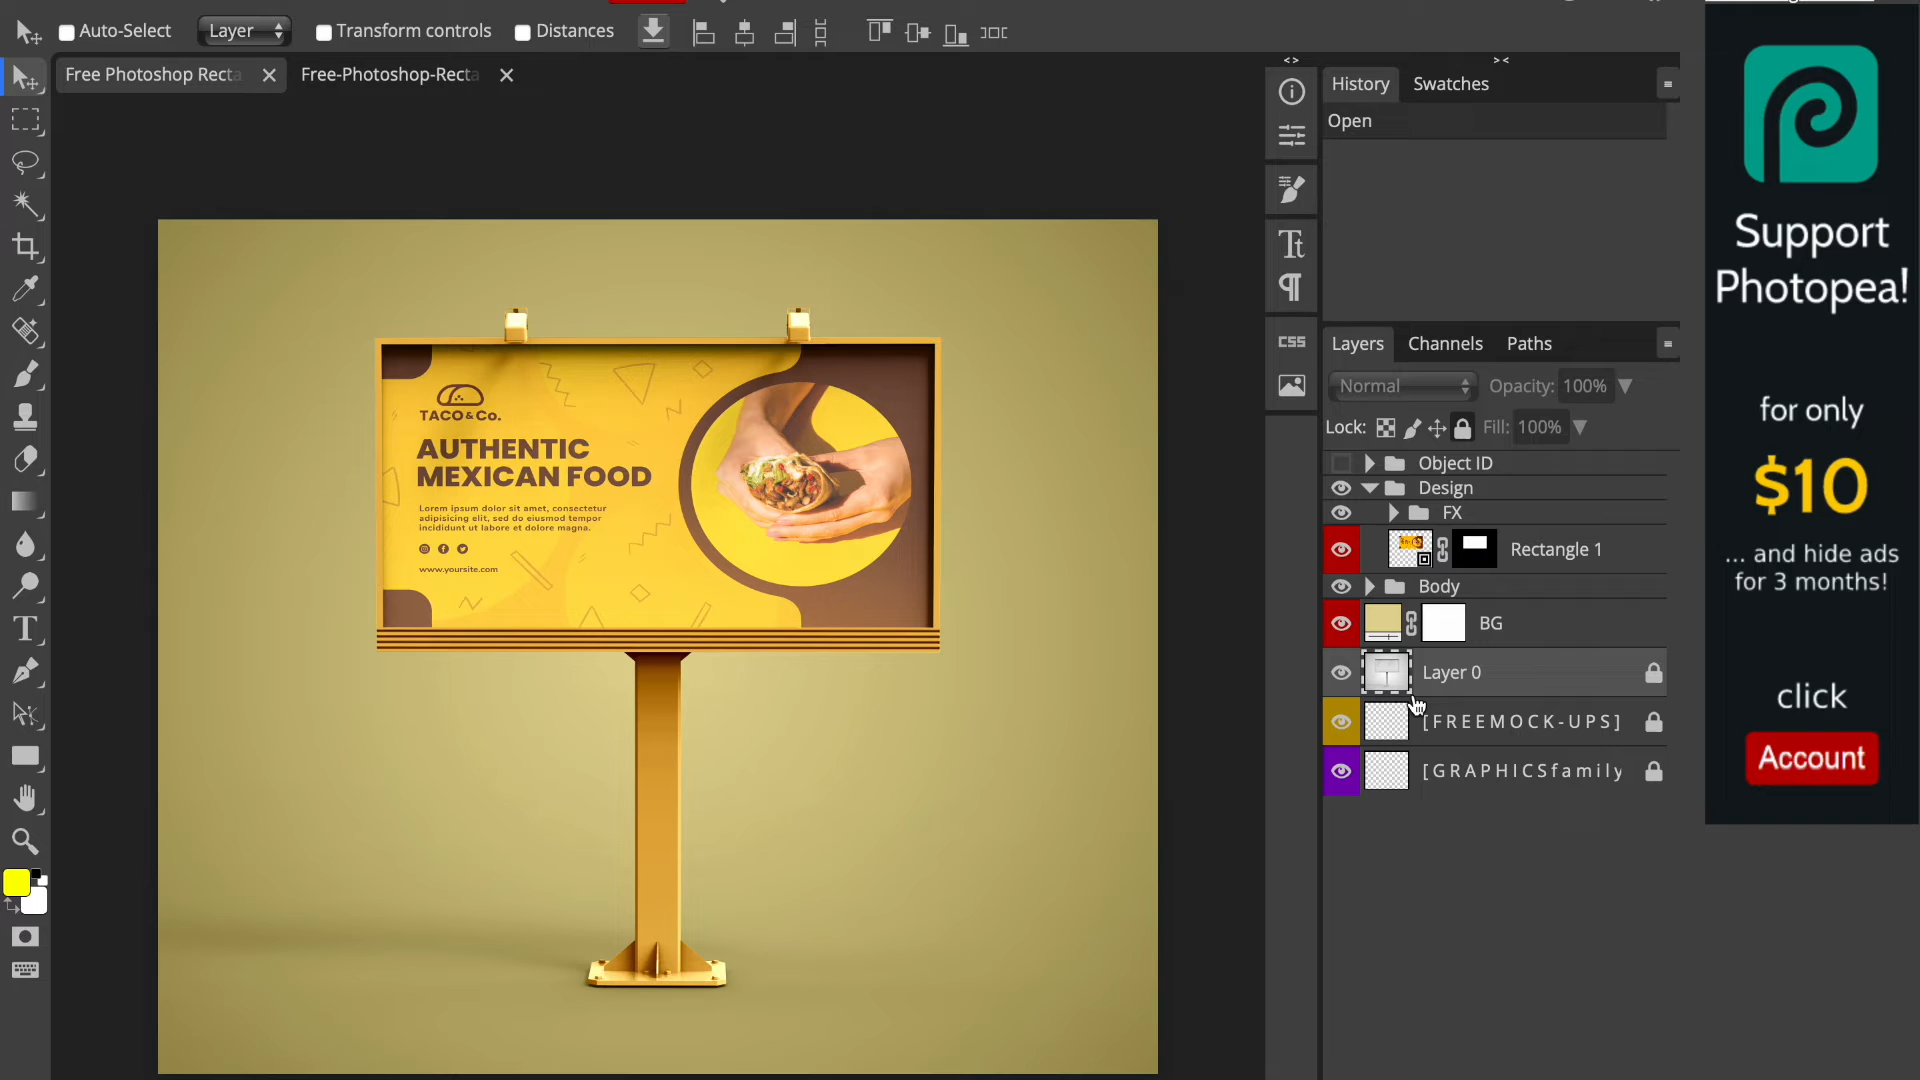 Auto-Select
Layer
Transform controls
Distances
Free Photoshop Recta
Free-Photoshop-Recta
History
Swatches
Open
Tt
CSS
Layers
Channels
Paths
Normal
Opacity:
100%
Lock:
Fill:
100%
Object ID
Design
FX
Rectangle 1
Body
BG
Layer 0
[FREEMOCK-UPS]
[GRAPHICSfamily
TACO&Co.
AUTHENTIC
MEXICAN FOOD
Lorem ipsum dolor sit amet, consectetur
adipisicing elit, sed do eiusmod tempor
incididunt ut labore et dolore magna.
www.yoursite.com
Support
Photopea!
for only
$10
... and hide ads
for 3 months!
click
Account